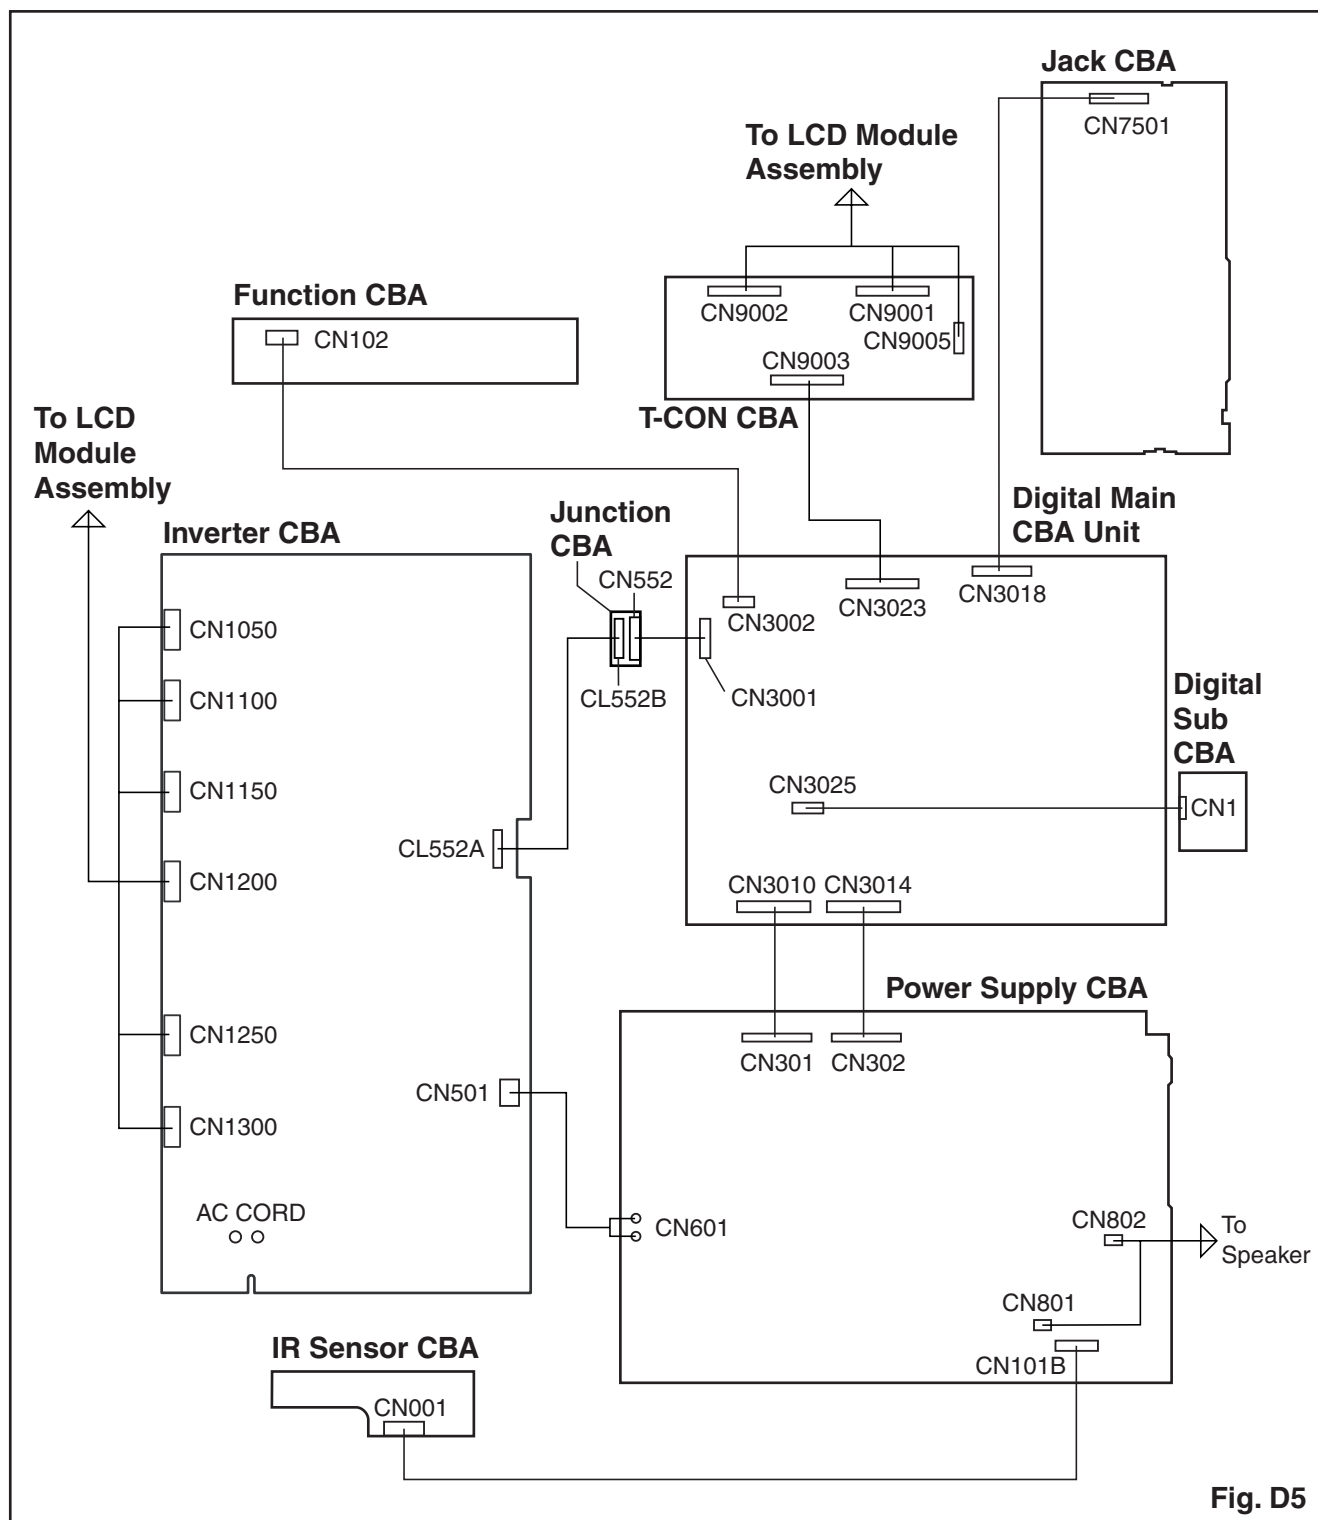 Jack CBA
CN7501
To LCD Module
Assembly
Function CBA
CN102
CN9002
CN9001
CN9005
CN9003
T-CON CBA
To LCD
Module
Assembly
Inverter CBA
Junction
CBA
CN552
CL552B
Digital Main
CBA Unit
CN3002
CN3023
CN3018
CN3001
CN1050
CN1100
CN1150
CN1200
CN1250
CN1300
CL552A
CN501
AC CORD
CN3025
Digital
Sub
CBA
CN1
CN3010
CN3014
Power Supply CBA
CN301
CN302
CN601
CN802
To
Speaker
CN801
CN101B
IR Sensor CBA
CN001
Fig. D5